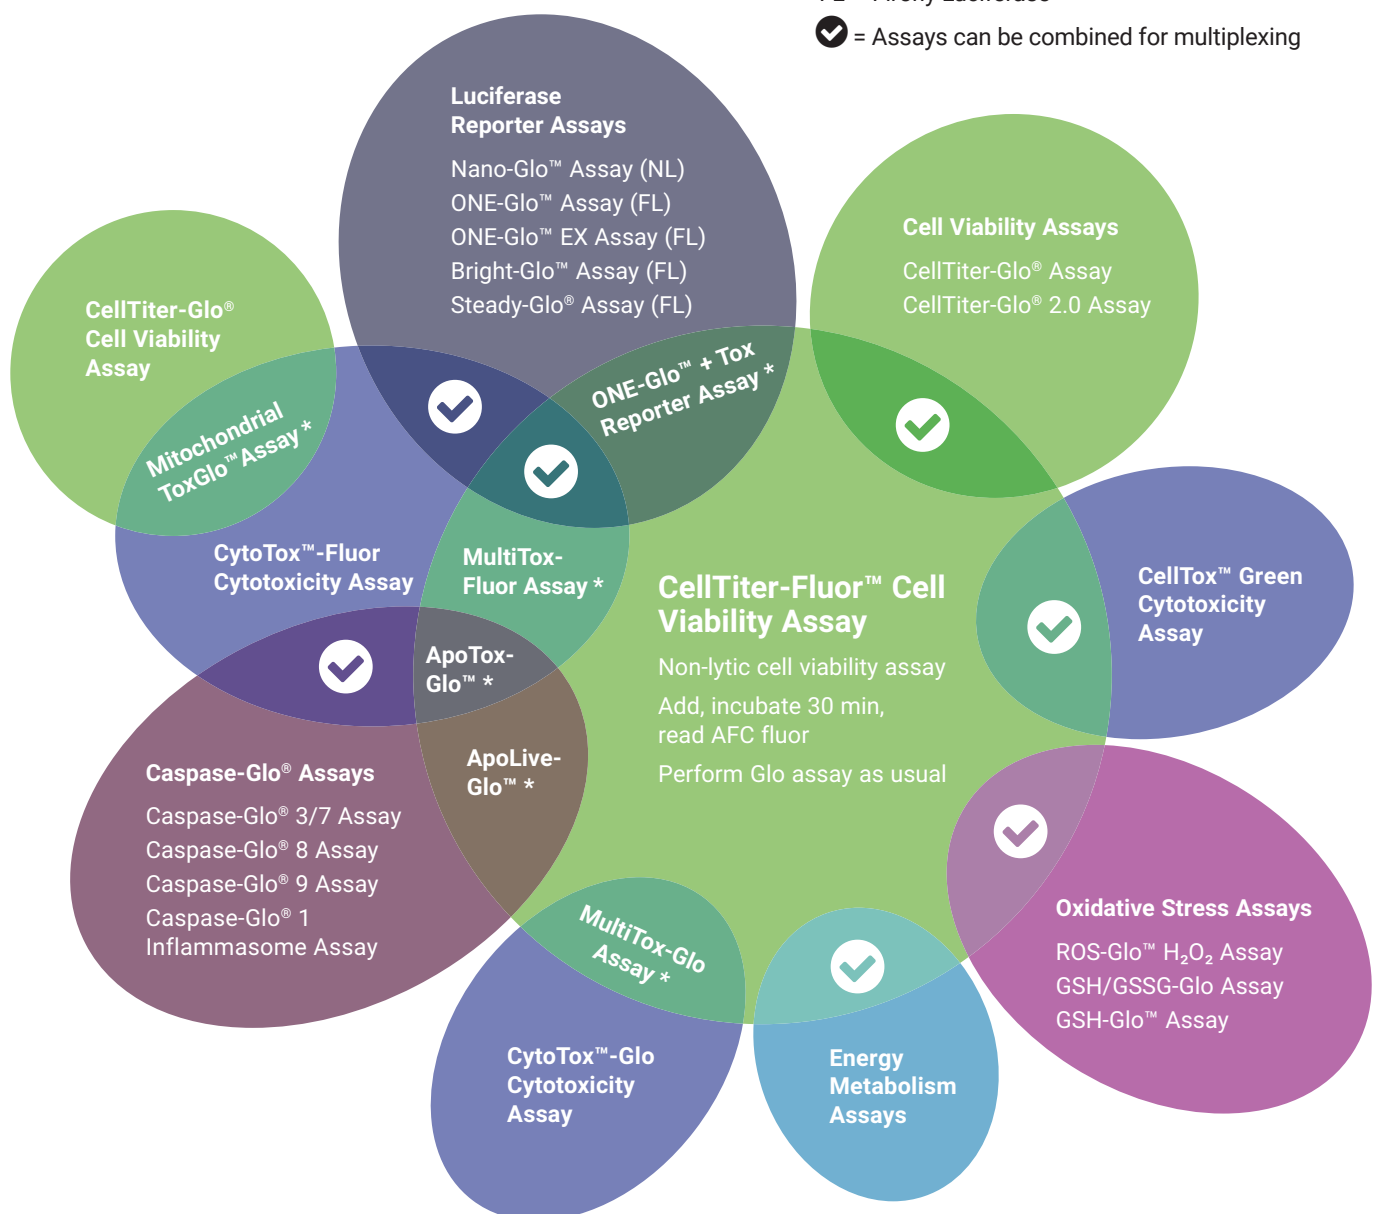 = Assays can be combined for multiplexing
Luciferase
Reporter Assays
Nano-Glo™ Assay (NL)
ONE-Glo™ Assay (FL)
ONE-Glo™ EX Assay (FL)
Bright-Glo™ Assay (FL)
Steady-Glo® Assay (FL)
Cell Viability Assays
CellTiter-Glo® Assay
CellTiter-Glo® 2.0 Assay
CellTiter-Glo®
Cell Viability
Assay
ONE-Glo™ + Tox
Reporter Assay *
Mitochondrial
ToxGlo™ Assay *
CytoTox™-Fluor
Cytotoxicity Assay
MultiTox-
Fluor Assay *
CellTiter-Fluor™ Cell
Viability Assay
Non-lytic cell viability assay
Add, incubate 30 min,
read AFC fluor
Perform Glo assay as usual
CellTox™ Green
Cytotoxicity
Assay
ApoTox-
Glo™ *
ApoLive-
Glo™ *
Caspase-Glo® Assays
Caspase-Glo® 3/7 Assay
Caspase-Glo® 8 Assay
Caspase-Glo® 9 Assay
Caspase-Glo® 1
Inflammasome Assay
MultiTox-Glo
Assay *
Oxidative Stress Assays
ROS-Glo™ H₂O₂ Assay
GSH/GSSG-Glo Assay
GSH-Glo™ Assay
CytoTox™-Glo
Cytotoxicity
Assay
Energy
Metabolism
Assays